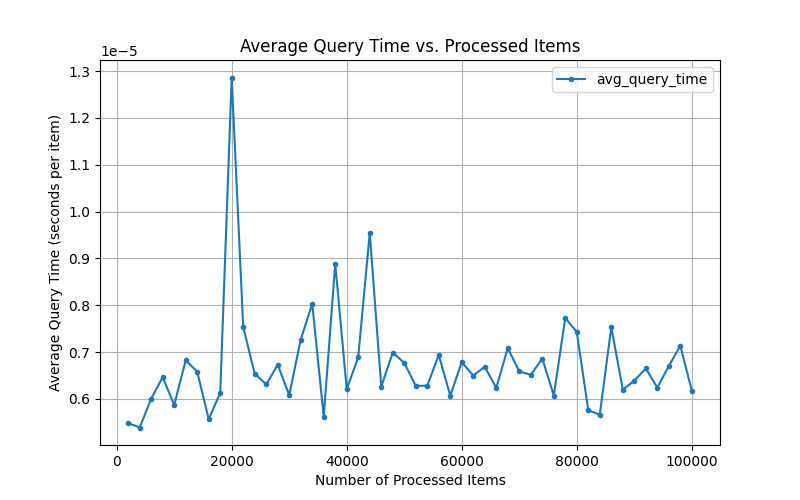 Average Query Time vs. Processed Items
1e−5
avg_query_time
1.3
1.2
1.1
1.0
0.9
0.8
0.7
0.6
Average Query Time (seconds per item)
0 20000 40000 60000 80000 100000
Number of Processed Items